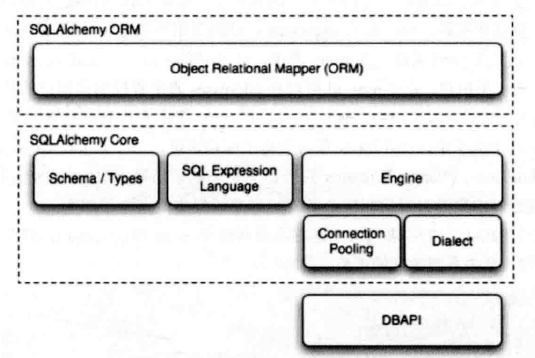 SQLAlchemy ORM
Object Relational Mapper (ORM)
SQLAlchemy Core
Schema / Types
SQL Expression
Language
Engine
Connection
Pooling
Dialect
DBAPI